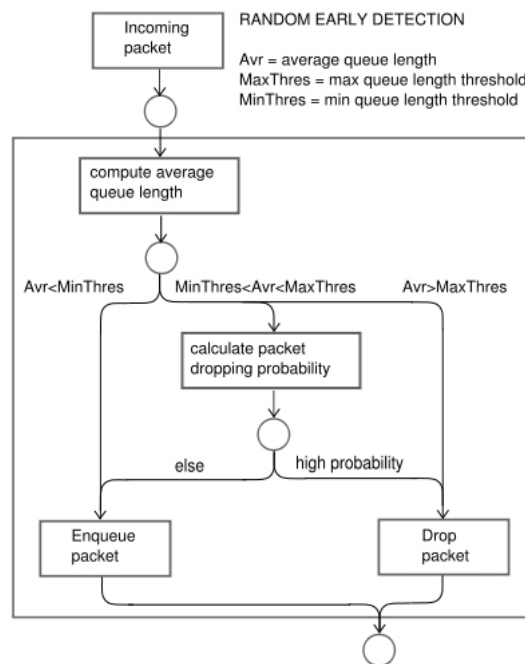 Incoming
packet
RANDOM EARLY DETECTION
Avr = average queue length
MaxThres = max queue length threshold
MinThres = min queue length threshold
compute average
queue length
Avr<MinThres
MinThres<Avr<MaxThres
Avr>MaxThres
calculate packet
dropping probability
else
high probability
Enqueue
packet
Drop
packet